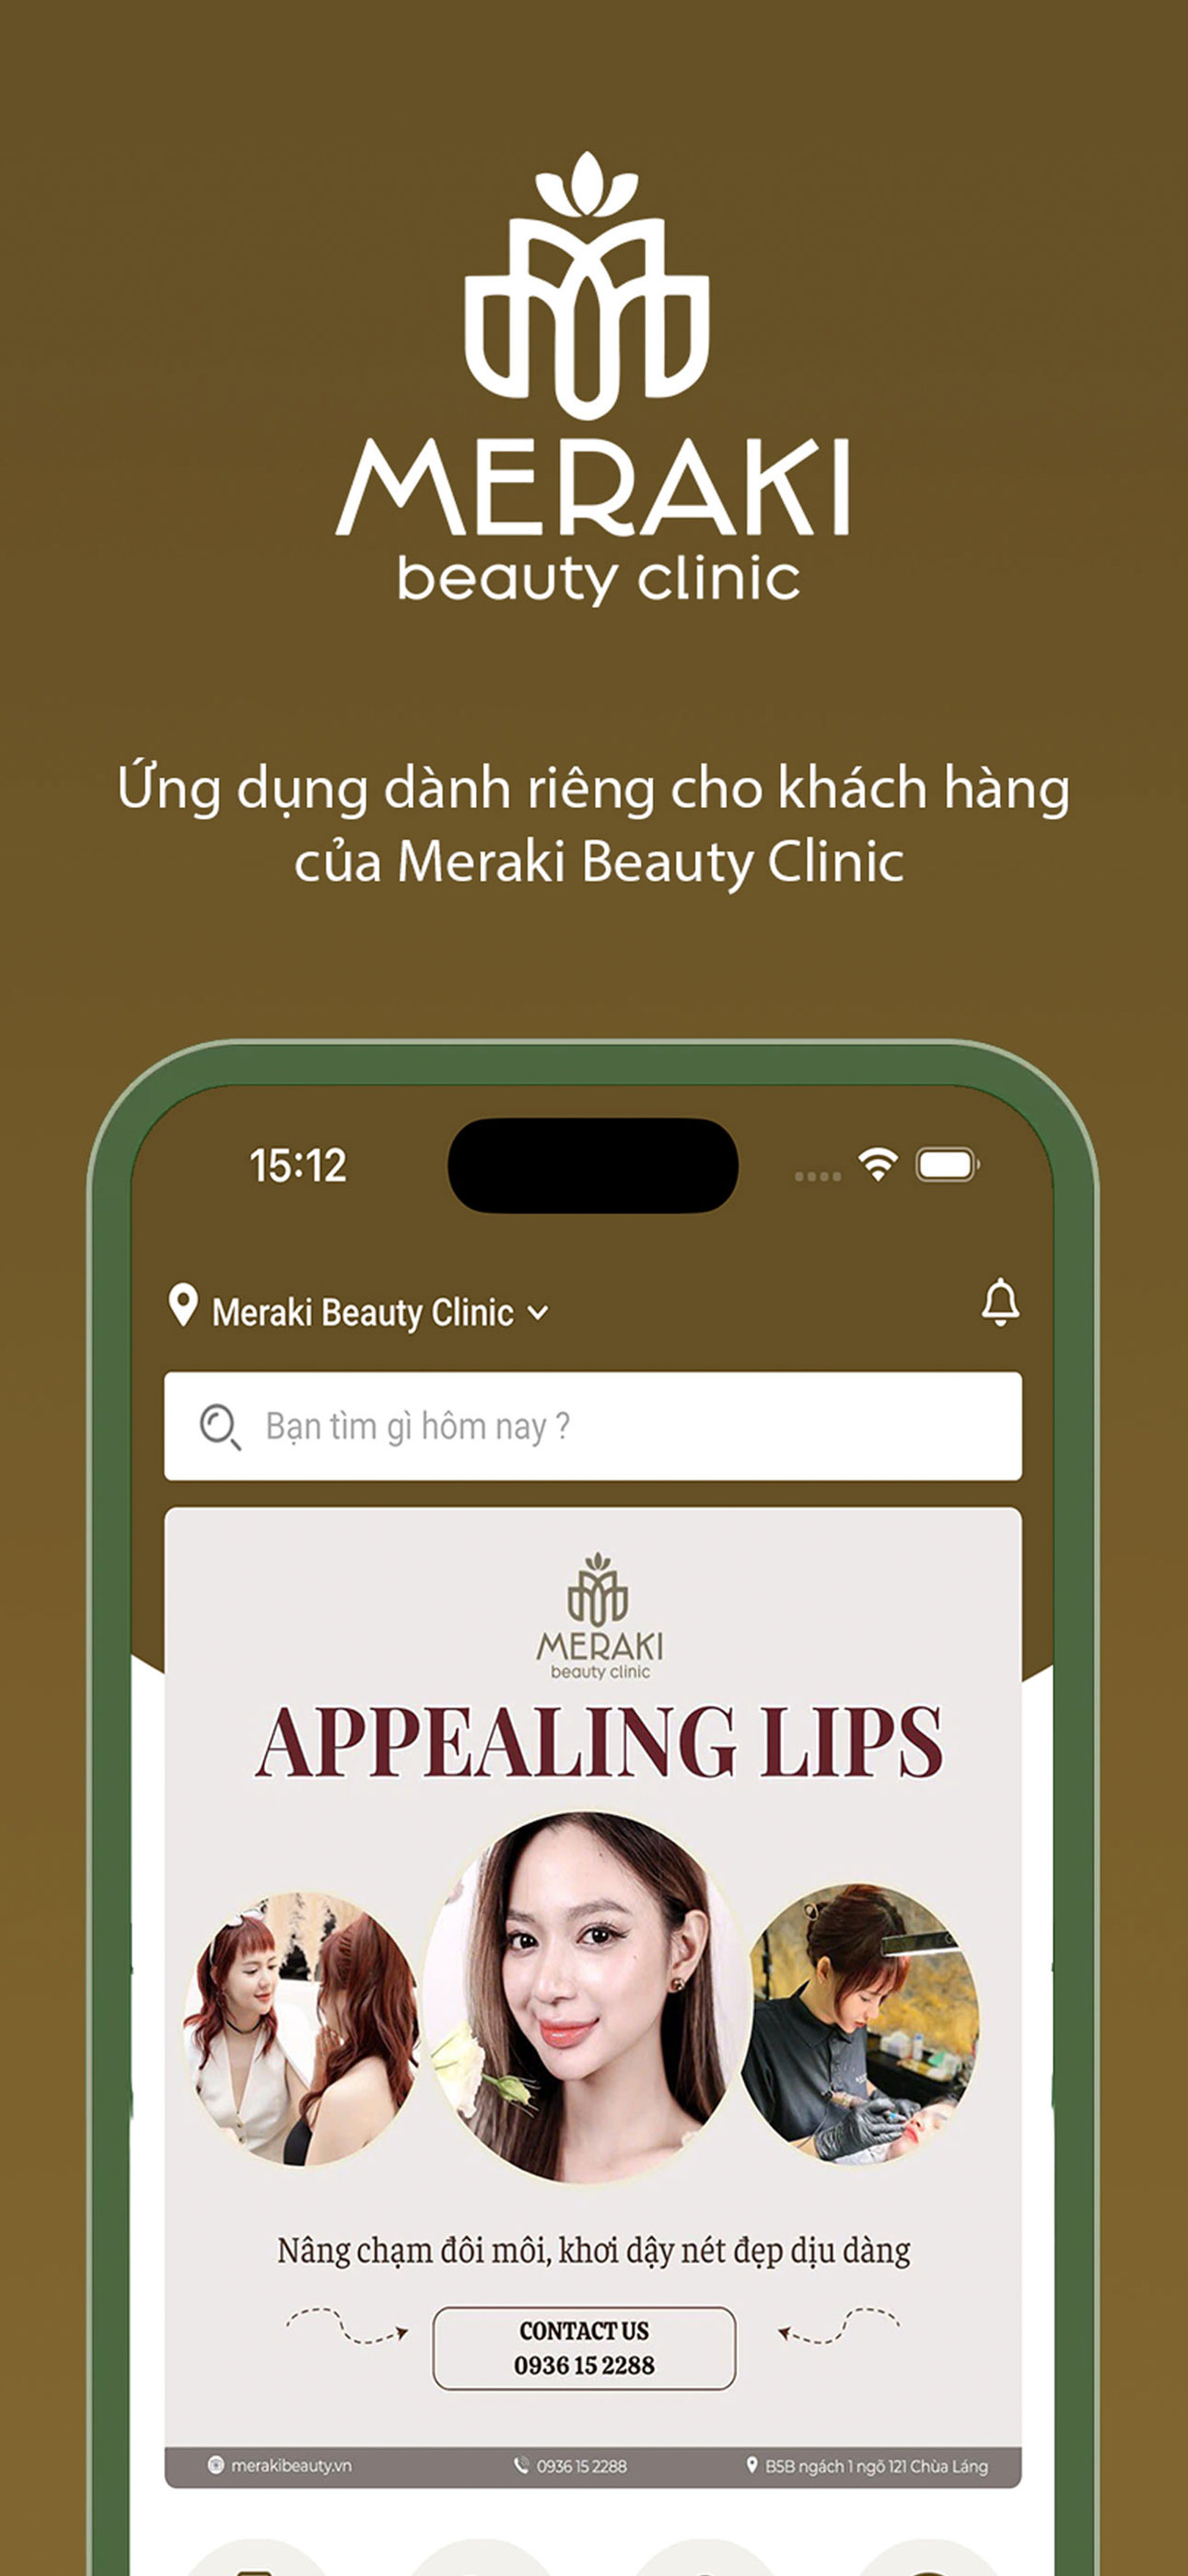 MERAKI
beauty clinic
Ứng dụng dành riêng cho khách hàng
của Meraki Beauty Clinic
15:12
Meraki Beauty Clinic
Bạn tìm gì hôm nay ?
MERAKI
beauty clinic
APPEALING LIPS
Nâng chạm đôi môi, khơi dậy nét đẹp dịu dàng
CONTACT US
0936 15 2288
merakibeauty.vn
0936 15 2288
B5B ngách 1 ngõ 121 Chùa Láng